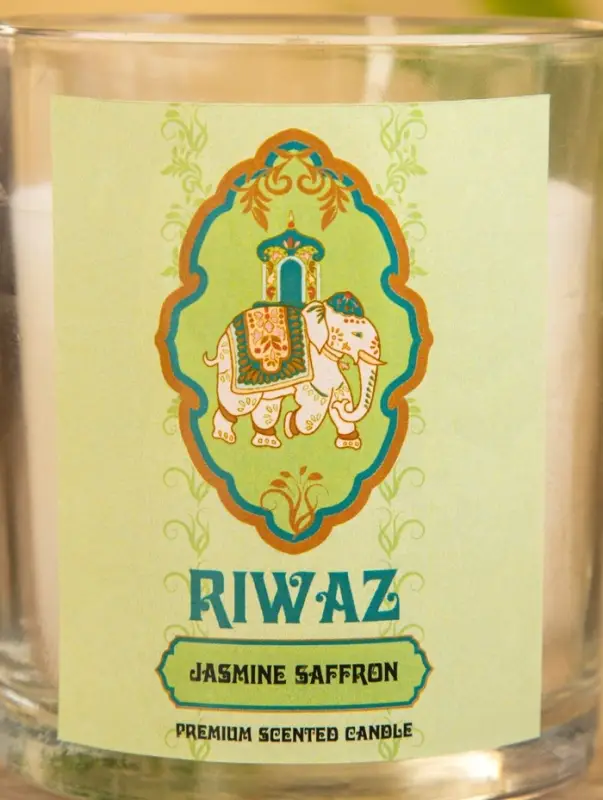 RIWAZ
JASMINE SAFFRON
PREMIUM SCENTED CANDLE